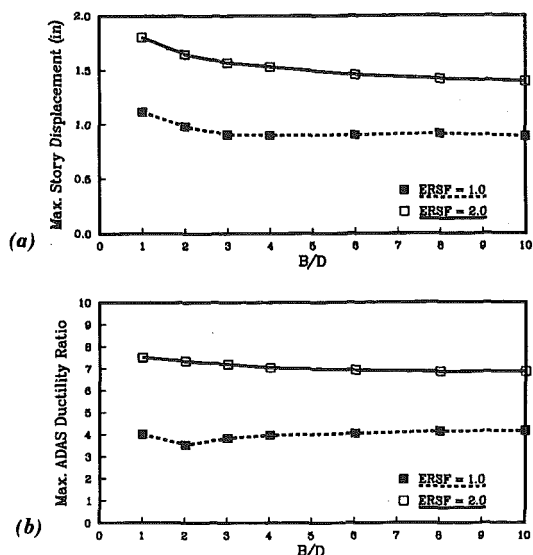 Max. Story Displacement (in)
2.0
1.5
1.0
0.5
0.0
ERSF = 1.0
ERSF = 2.0
(a)
0 1 2 3 4 5 6 7 8 9 10
B/D
Max. ADAS Ductility Ratio
10
9
8
7
6
5
4
3
2
1
0
ERSF = 1.0
ERSF = 2.0
(b)
0 1 2 3 4 5 6 7 8 9 10
B/D